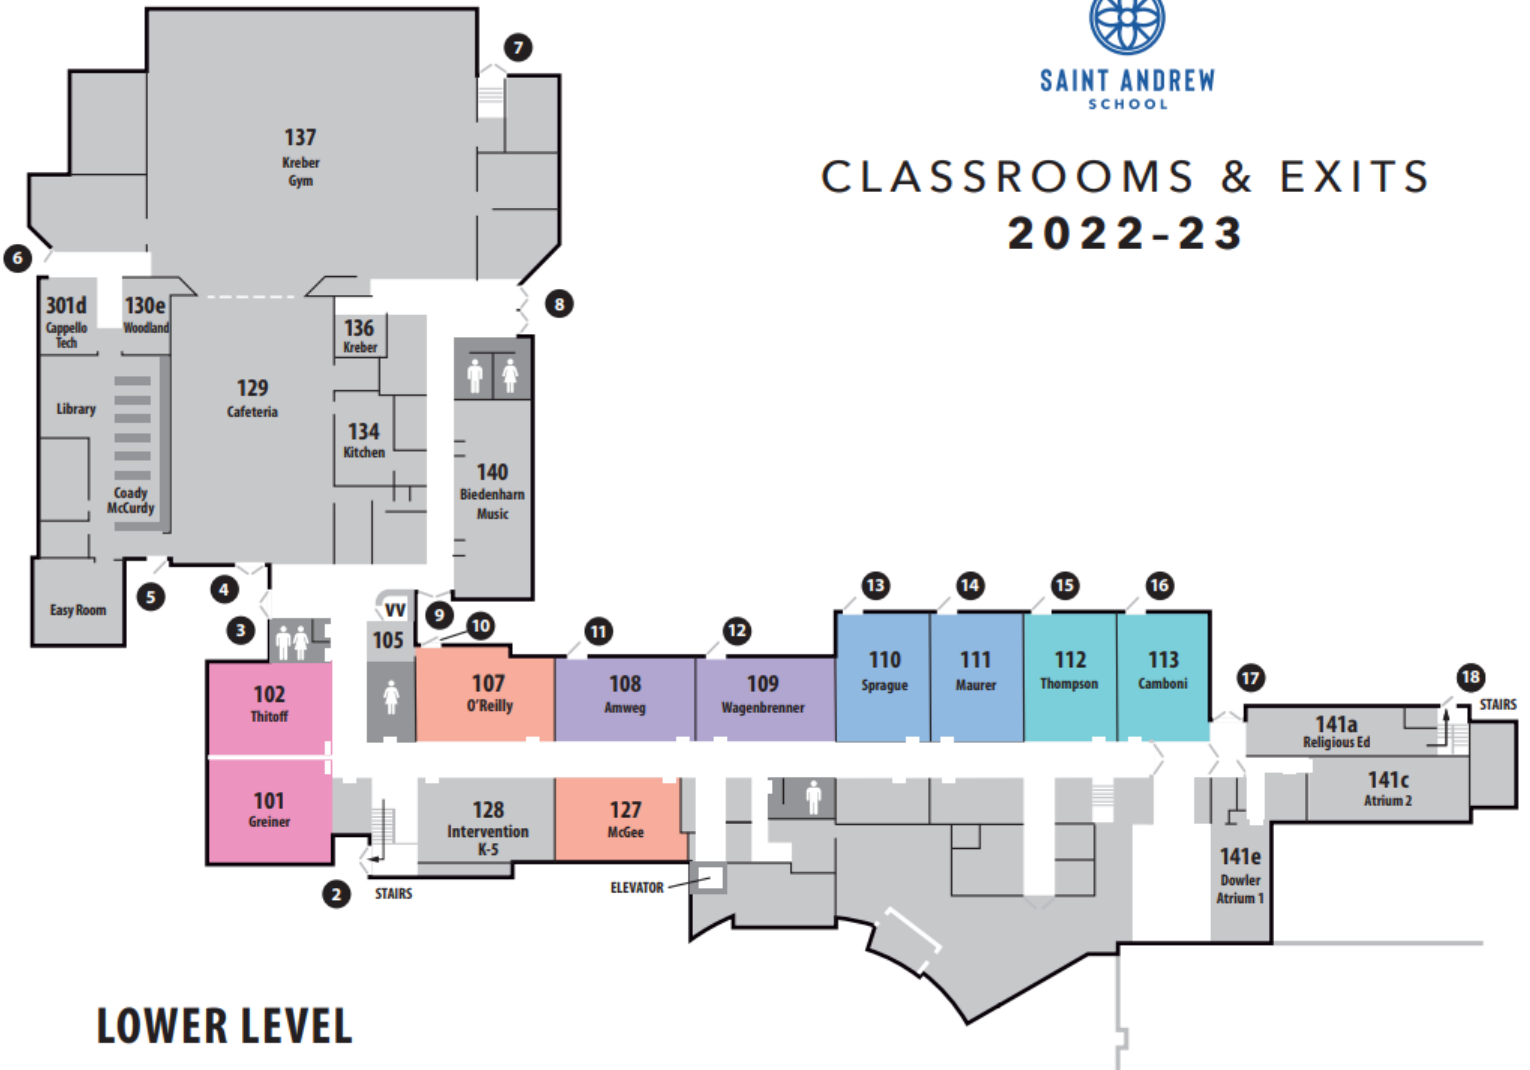 SAINT ANDREW
SCHOOL
CLASSROOMS & EXITS
2022-23
7
137
Kreber
Gym
6
8
301d
Cappello
Tech
130e
Woodland
136
Kreber
129
Cafeteria
Library
134
Kitchen
140
Biedenharn
Music
Coady
McCurdy
Easy Room
5
4
3
VV
9
10
105
11
12
13
14
15
16
17
18
STAIRS
102
Thitoff
107
O'Reilly
108
Amweg
109
Wagenbrenner
110
Sprague
111
Maurer
112
Thompson
113
Camboni
141a
Religious Ed
141c
Atrium 2
101
Greiner
128
Intervention
K-5
127
McGee
141e
Dowler
Atrium 1
2
STAIRS
ELEVATOR
LOWER LEVEL